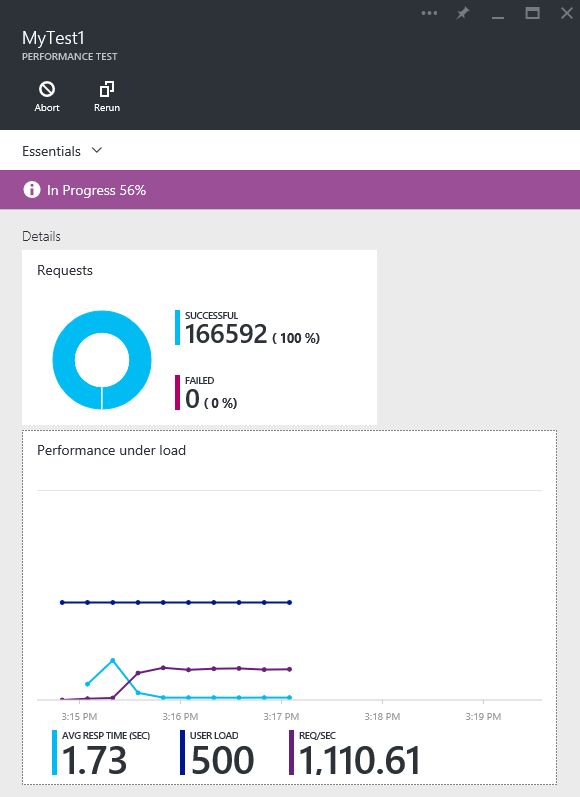 MyTest1
PERFORMANCE TEST
Abort Rerun
Essentials
In Progress 56%
Details
Requests
SUCCESSFUL
166592 ( 100 %)
FAILED
0 ( 0 %)
Performance under load
3:15 PM 3:16 PM 3:17 PM 3:18 PM 3:19 PM
AVG RESP TIME (SEC) USER LOAD REQ/SEC
1.73 500 1,110.61